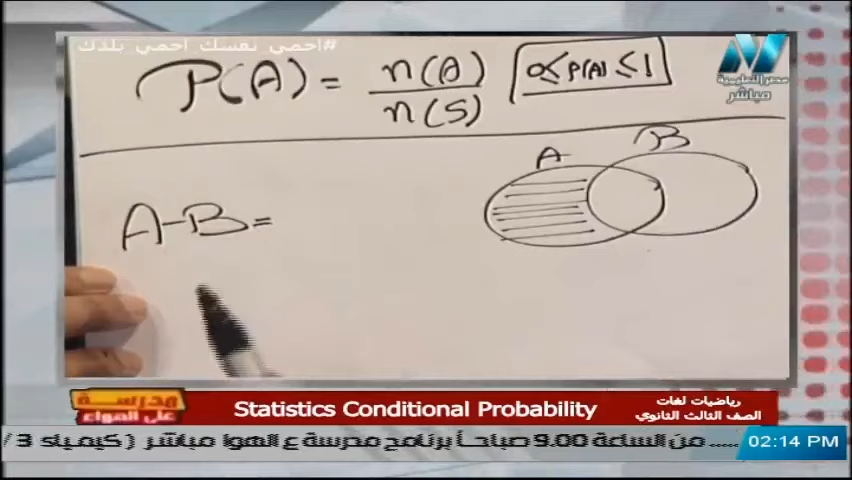 #احمي نفسك احمي بلدك
P(A) = n(A) / n(S)
0 ≤ P(A) ≤ 1
مصر التعليمية
مباشر
A
B
A-B=
مدرسة
على الهواء
Statistics Conditional Probability
رياضيات لغات
الصف الثالث الثانوي
..... من الساعة 9.00 صباحاً برنامج مدرسة ع الهوا مباشر ( كيمياء 3/
02:14 PM